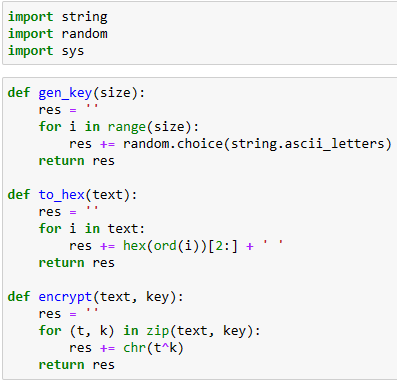 import string
import random
import sys
def gen_key(size):
    res = ''
    for i in range(size):
        res += random.choice(string.ascii_letters)
    return res
def to_hex(text):
    res = ''
    for i in text:
        res += hex(ord(i))[2:] + ' '
    return res
def encrypt(text, key):
    res = ''
    for (t, k) in zip(text, key):
        res += chr(t^k)
    return res